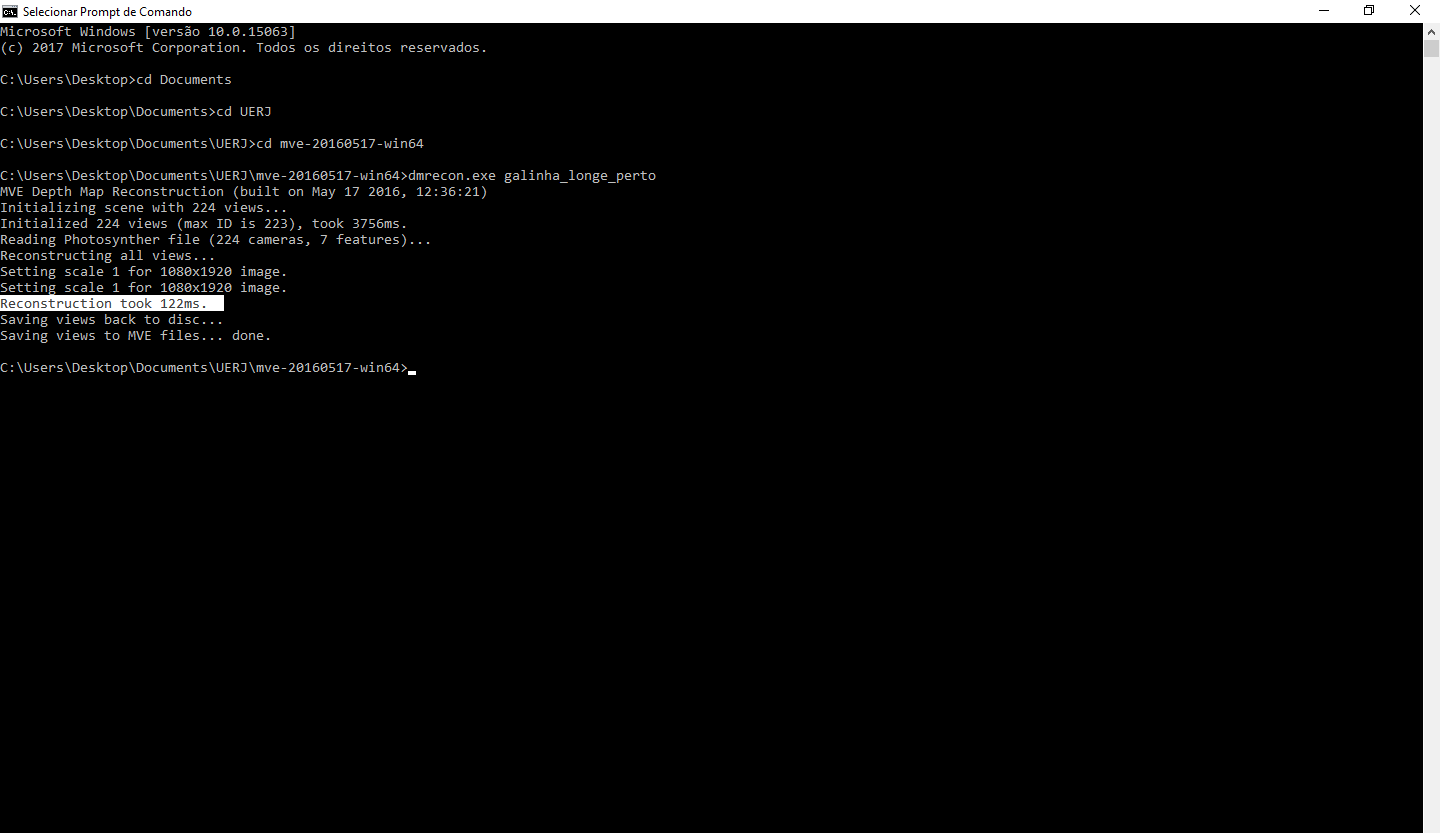 Selecionar Prompt de Comando
Microsoft Windows [versão 10.0.15063]
(c) 2017 Microsoft Corporation. Todos os direitos reservados.
C:\Users\Desktop>cd Documents
C:\Users\Desktop\Documents>cd UERJ
C:\Users\Desktop\Documents\UERJ>cd mve-20160517-win64
C:\Users\Desktop\Documents\UERJ\mve-20160517-win64>dmrecon.exe galinha_longe_perto
MVE Depth Map Reconstruction (built on May 17 2016, 12:36:21)
Initializing scene with 224 views...
Initialized 224 views (max ID is 223), took 3756ms.
Reading Photosynther file (224 cameras, 7 features)...
Reconstructing all views...
Setting scale 1 for 1080x1920 image.
Setting scale 1 for 1080x1920 image.
Reconstruction took 122ms.
Saving views back to disc...
Saving views to MVE files... done.
C:\Users\Desktop\Documents\UERJ\mve-20160517-win64>